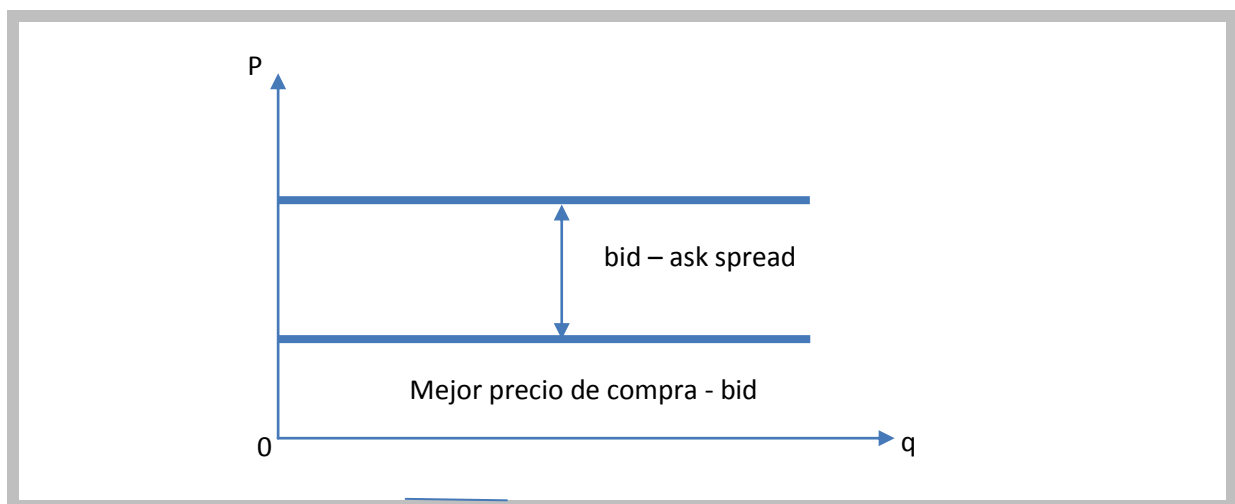 P
bid – ask spread
Mejor precio de compra - bid
0
q